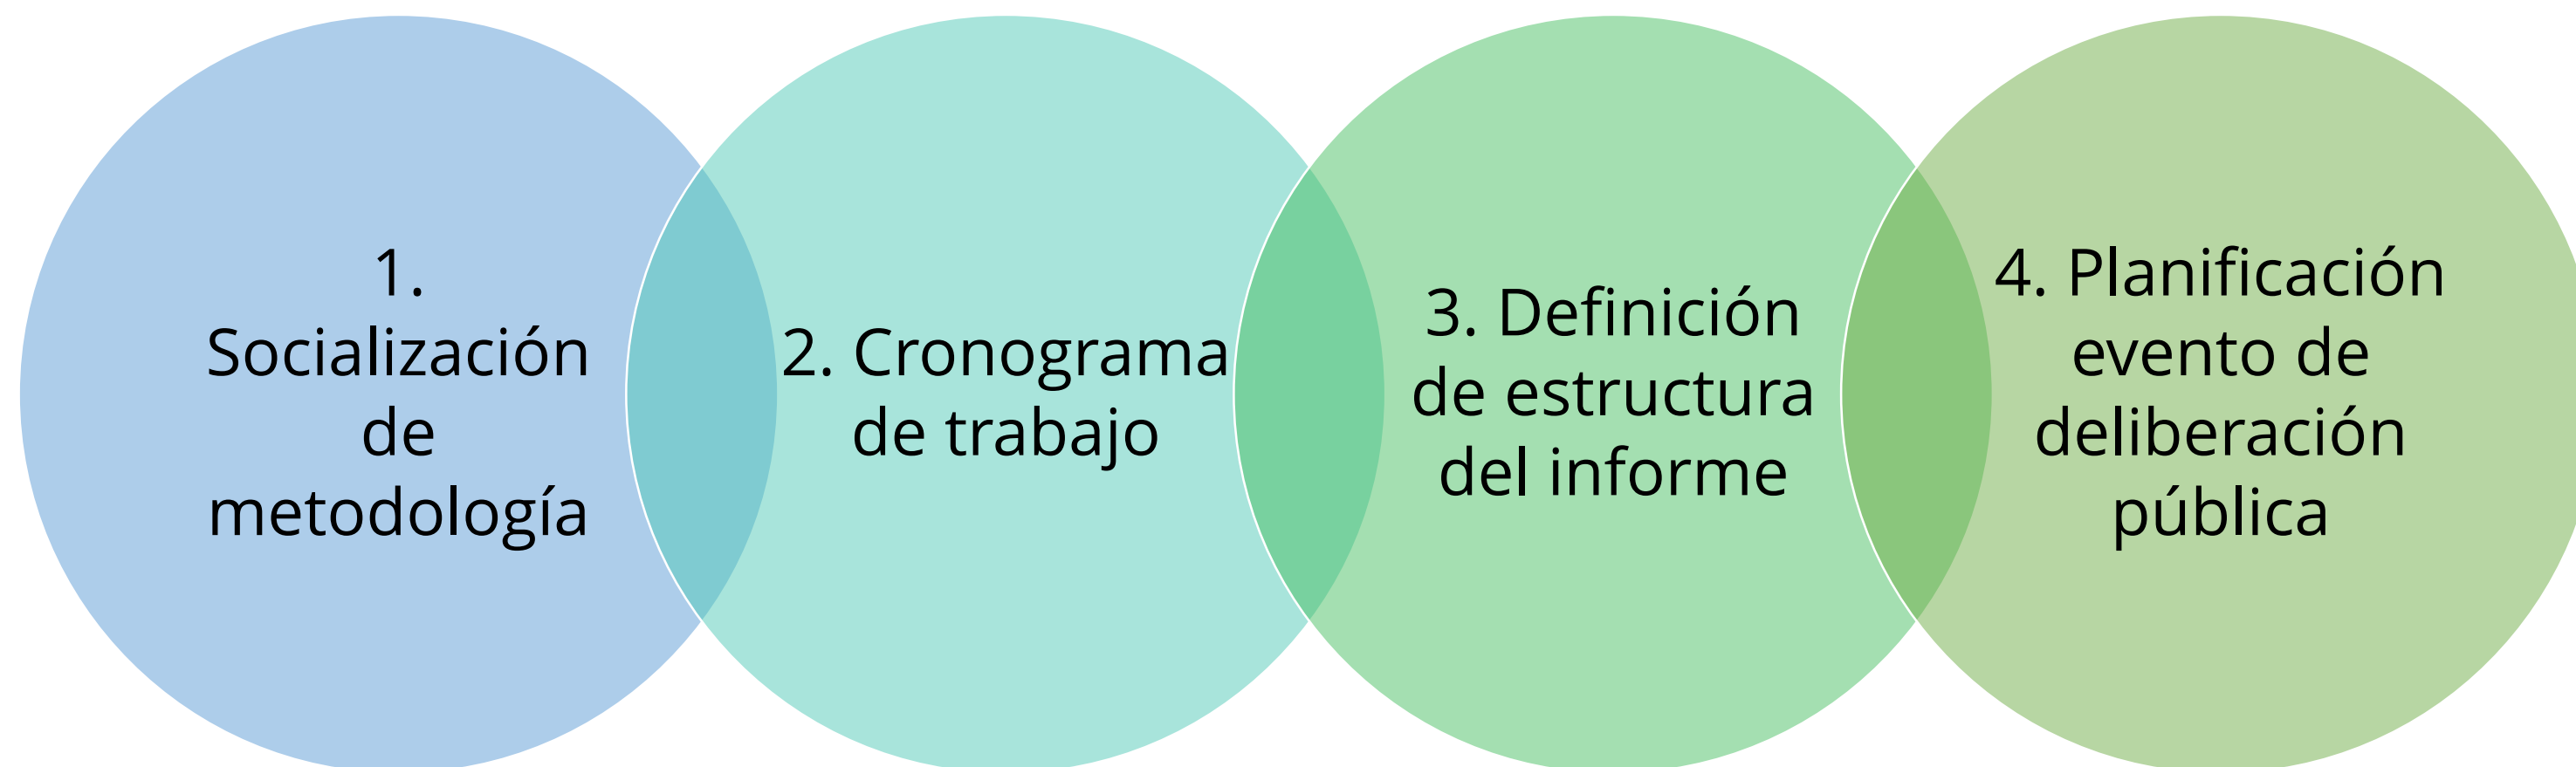 1.
Socialización
de
metodología
2. Cronograma
de trabajo
3. Definición
de estructura
del informe
4. Planificación
evento de
deliberación
pública